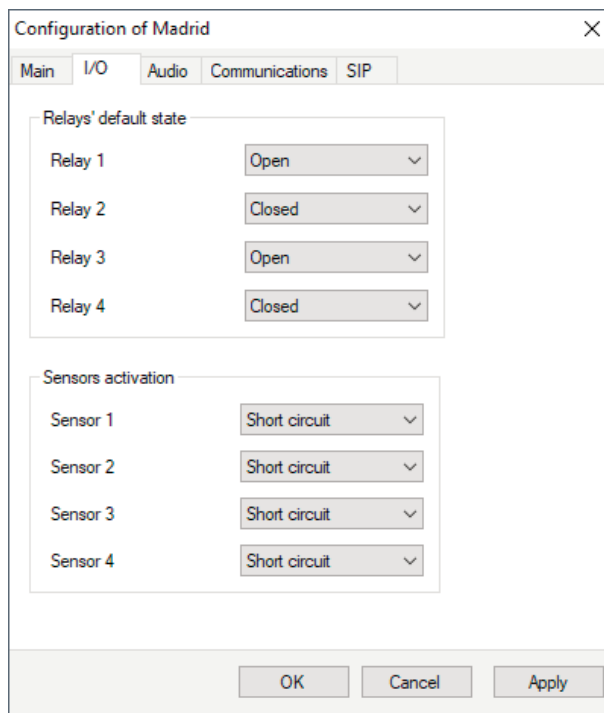 Configuration of Madrid
Main I/O Audio Communications SIP
Relays' default state
Relay 1 Open
Relay 2 Closed
Relay 3 Open
Relay 4 Closed
Sensors activation
Sensor 1 Short circuit
Sensor 2 Short circuit
Sensor 3 Short circuit
Sensor 4 Short circuit
OK Cancel Apply